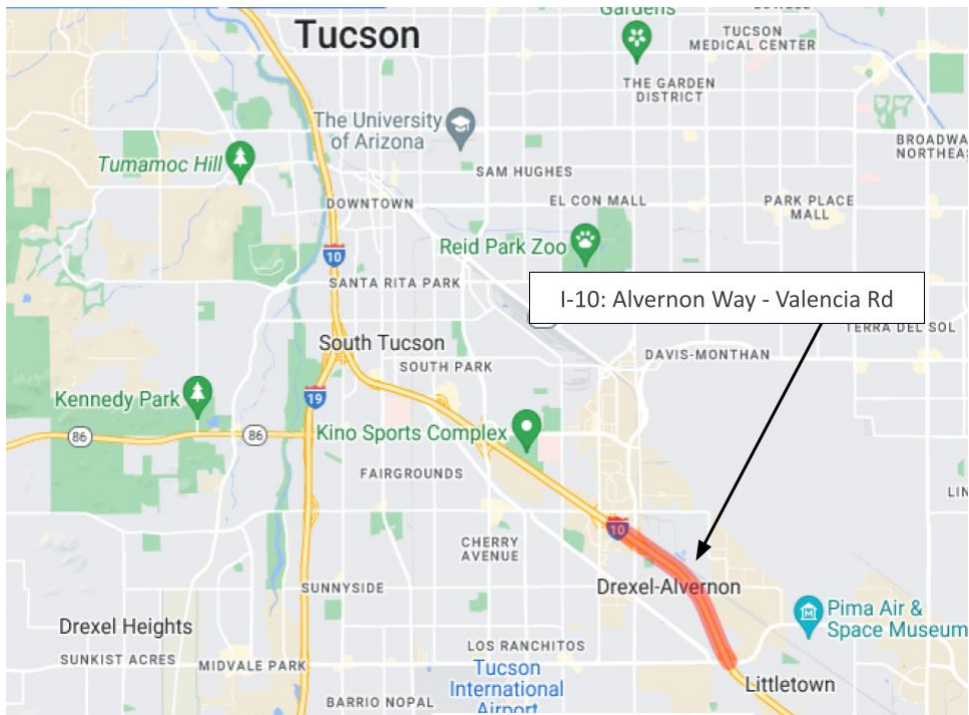 Gardens
Tucson
TUCSON
MEDICAL CENTER
THE GARDEN
DISTRICT
The University
of Arizona
BROADWA
NORTHEAS
Tumamoc Hill
SAM HUGHES
DOWNTOWN
EL CON MALL
PARK PLACE
MALL
Reid Park Zoo
10
SANTA RITA PARK
I-10: Alvernon Way - Valencia Rd
TERRA DEL SOL
South Tucson
SOUTH PARK
DAVIS-MONTHAN
Kennedy Park
19
86
86
Kino Sports Complex
FAIRGROUNDS
LIN
10
CHERRY
AVENUE
SUNNYSIDE
Drexel-Alvernon
Pima Air &
Space Museum
Drexel Heights
LOS RANCHITOS
SUNKIST ACRES
MIDVALE PARK
Tucson
International
Airport
Littletown
BARRIO NOPAL